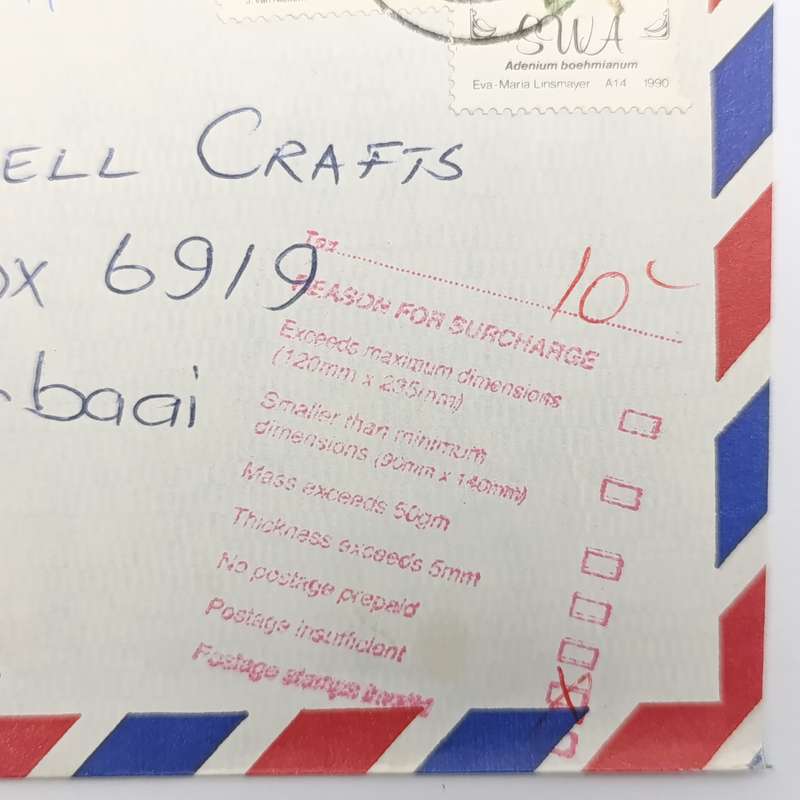 SWA
Adenium boehmianum
Eva-Maria Linsmayer A14 1990
ELL CRAFTS
OX 6919
baai
Tax
10
REASON FOR SURCHARGE
Exceeds maximum dimensions
(120mm x 235mm)
Smaller than minimum
dimensions (90mm x 140mm)
Mass exceeds 50gm
Thickness exceeds 5mm
No postage prepaid
Postage insufficient
Postage stamps invalid